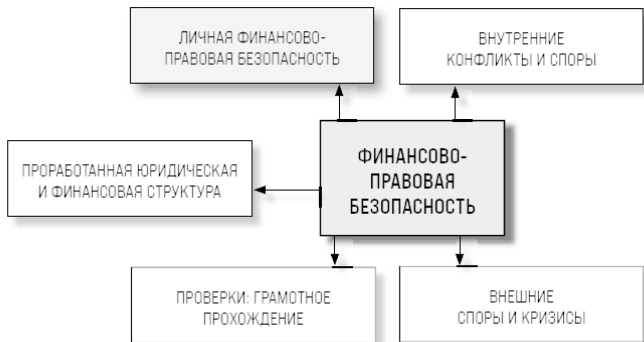 ЛИЧНАЯ ФИНАНСОВО-
ПРАВОВАЯ БЕЗОПАСНОСТЬ
ВНУТРЕННИЕ
КОНФЛИКТЫ И СПОРЫ
ФИНАНСОВО-
ПРАВОВАЯ
БЕЗОПАСНОСТЬ
ПРОРАБОТАННАЯ ЮРИДИЧЕСКАЯ
И ФИНАНСОВАЯ СТРУКТУРА
ПРОВЕРКИ: ГРАМОТНОЕ
ПРОХОЖДЕНИЕ
ВНЕШНИЕ
СПОРЫ И КРИЗИСЫ